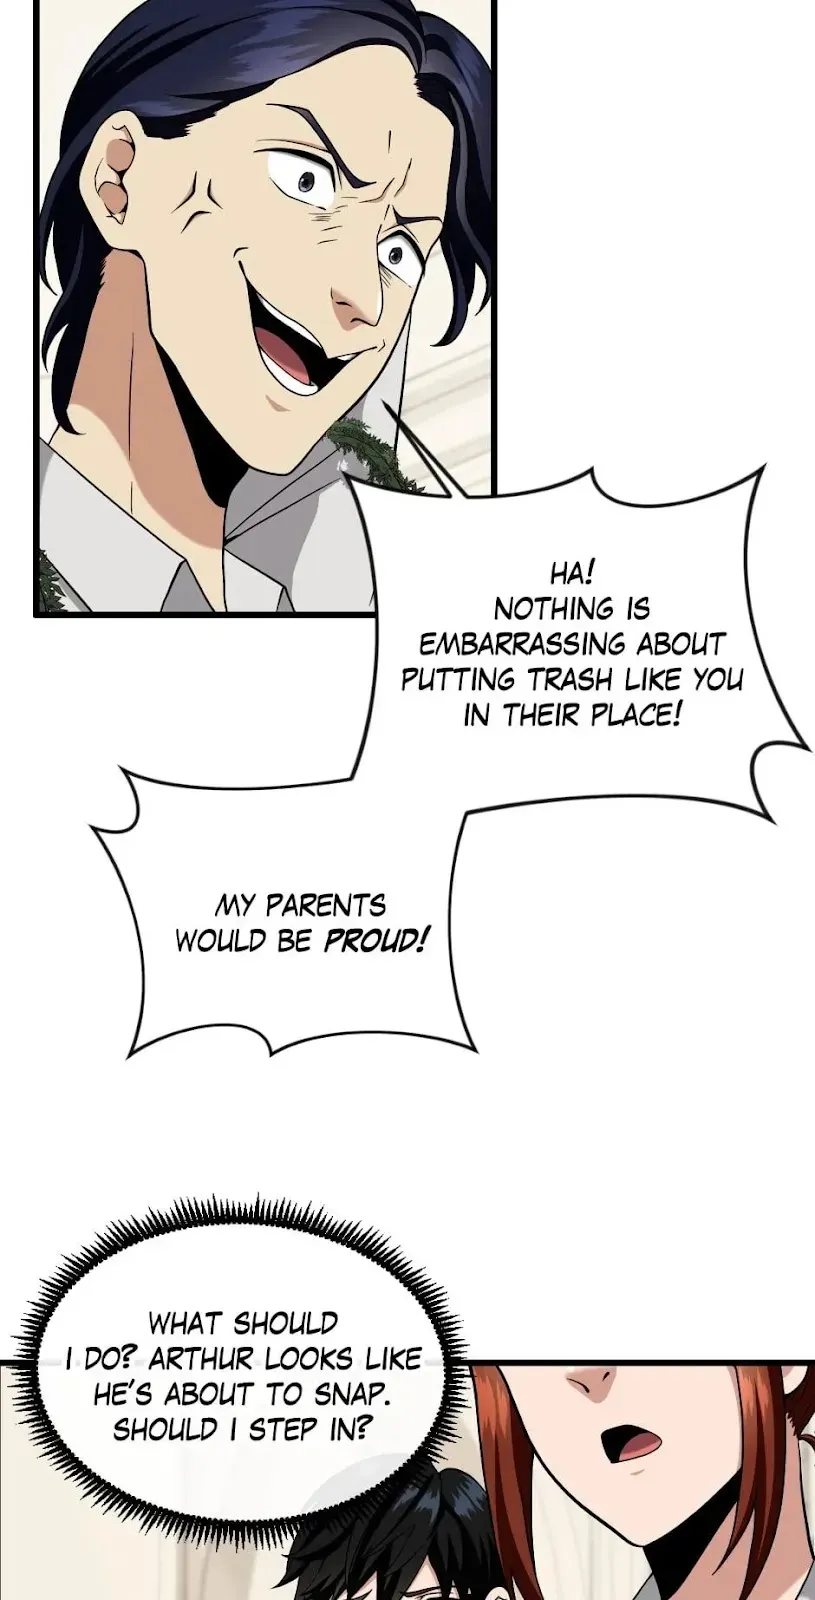 HA!
NOTHING IS
EMBARRASSING ABOUT
PUTTING TRASH LIKE YOU
IN THEIR PLACE!
MY PARENTS
WOULD BE PROUD!
WHAT SHOULD
I DO? ARTHUR LOOKS LIKE
HE'S ABOUT TO SNAP.
SHOULD I STEP IN?